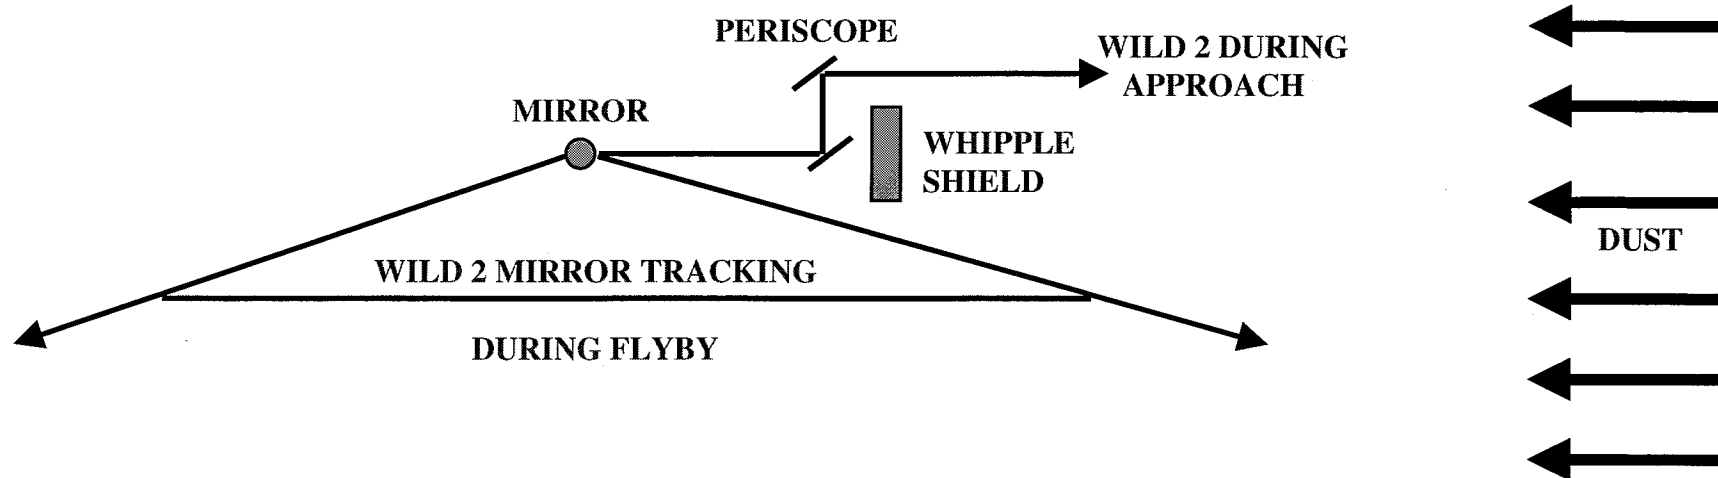 PERISCOPE
WILD 2 DURING
APPROACH
MIRROR
WHIPPLE
SHIELD
DUST
WILD 2 MIRROR TRACKING
DURING FLYBY